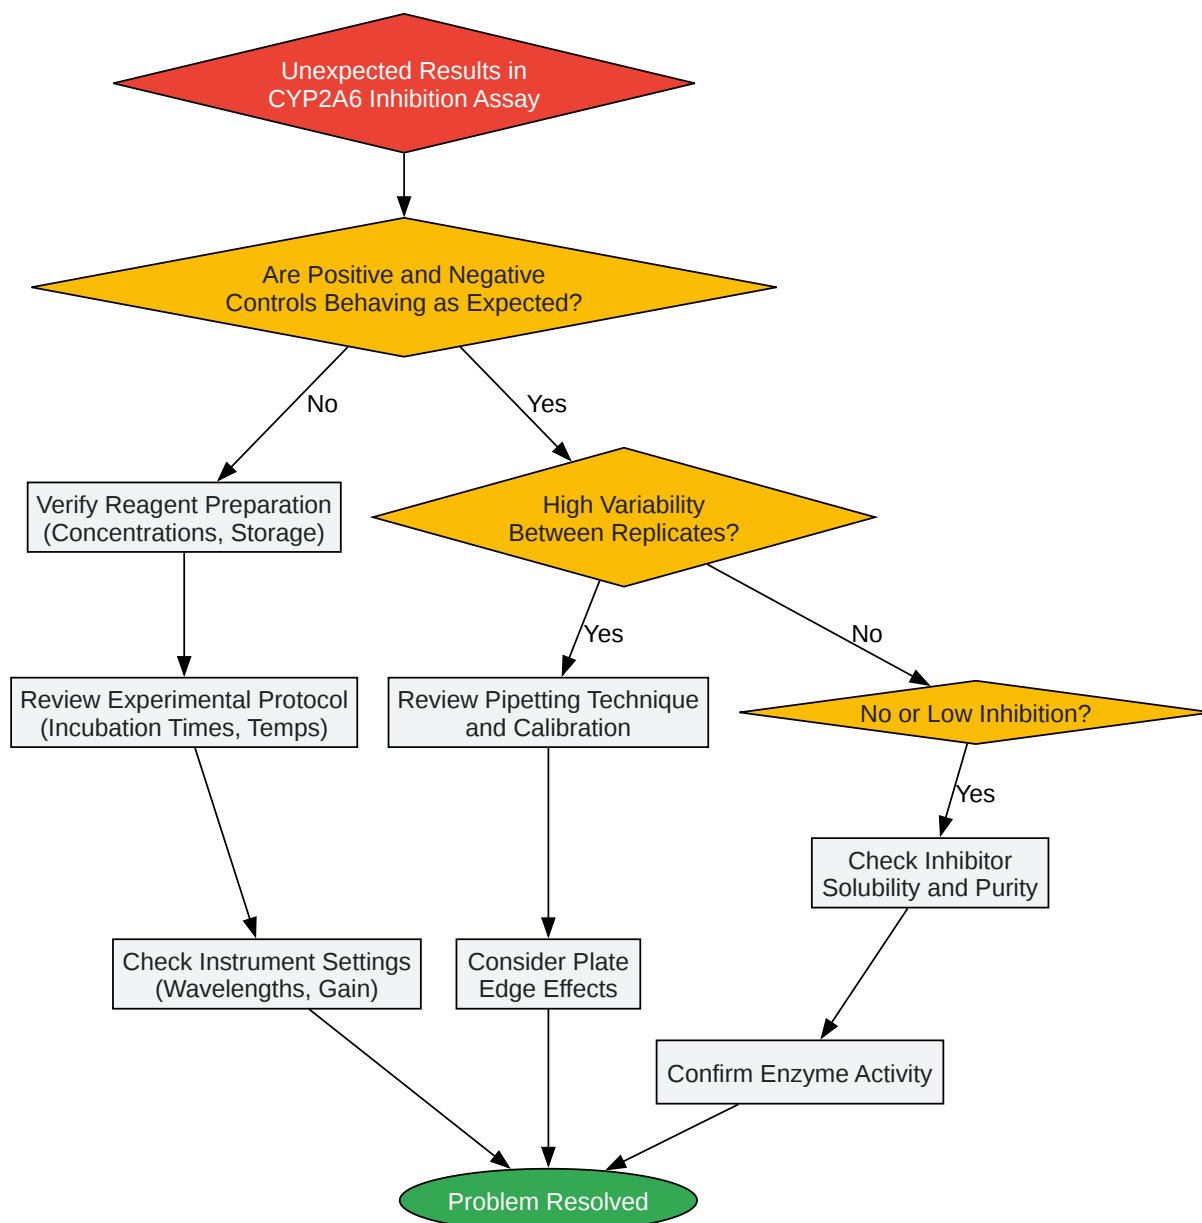 Unexpected Results in
CYP2A6 Inhibition Assay
Are Positive and Negative
Controls Behaving as Expected?
No
Yes
Verify Reagent Preparation
(Concentrations, Storage)
High Variability
Between Replicates?
Yes
No
Review Experimental Protocol
(Incubation Times, Temps)
Review Pipetting Technique
and Calibration
No or Low Inhibition?
Yes
Check Inhibitor
Solubility and Purity
Check Instrument Settings
(Wavelengths, Gain)
Consider Plate
Edge Effects
Confirm Enzyme Activity
Problem Resolved